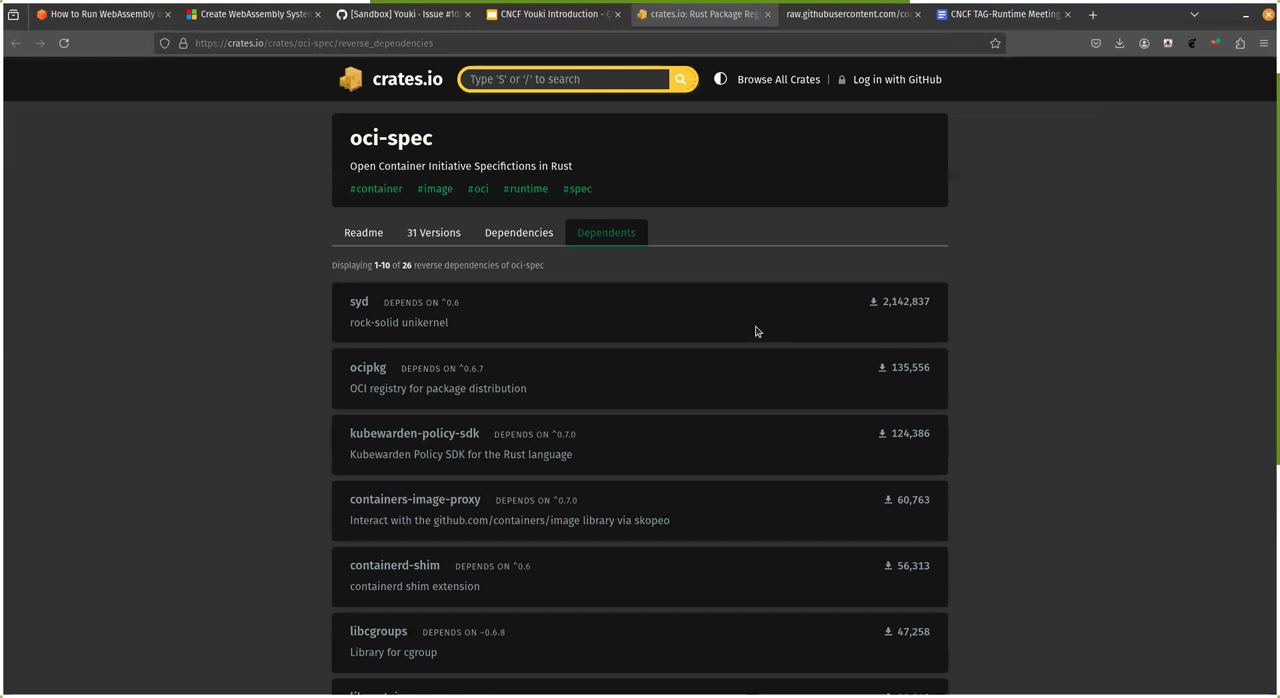 How to Run WebAssembly o
Create WebAssembly Syste
[Sandbox] Youki · Issue #10
CNCF Youki Introduction - G
crates.io: Rust Package Reg
raw.githubusercontent.com/co
CNCF TAG-Runtime Meeting
https://crates.io/crates/oci-spec/reverse_dependencies
crates.io
Type 'S' or '/' to search
Browse All Crates | Log in with GitHub
oci-spec
Open Container Initiative Specifictions in Rust
#container #image #oci #runtime #spec
Readme 31 Versions Dependencies Dependents
Displaying 1-10 of 26 reverse dependencies of oci-spec
syd DEPENDS ON ^0.6 2,142,837
rock-solid unikernel
ocipkg DEPENDS ON ^0.6.7 135,556
OCI registry for package distribution
kubewarden-policy-sdk DEPENDS ON ^0.7.0 124,386
Kubewarden Policy SDK for the Rust language
containers-image-proxy DEPENDS ON ^0.7.0 60,763
Interact with the github.com/containers/image library via skopeo
containerd-shim DEPENDS ON ^0.6 56,313
containerd shim extension
libcgroups DEPENDS ON ~0.6.8 47,258
Library for cgroup